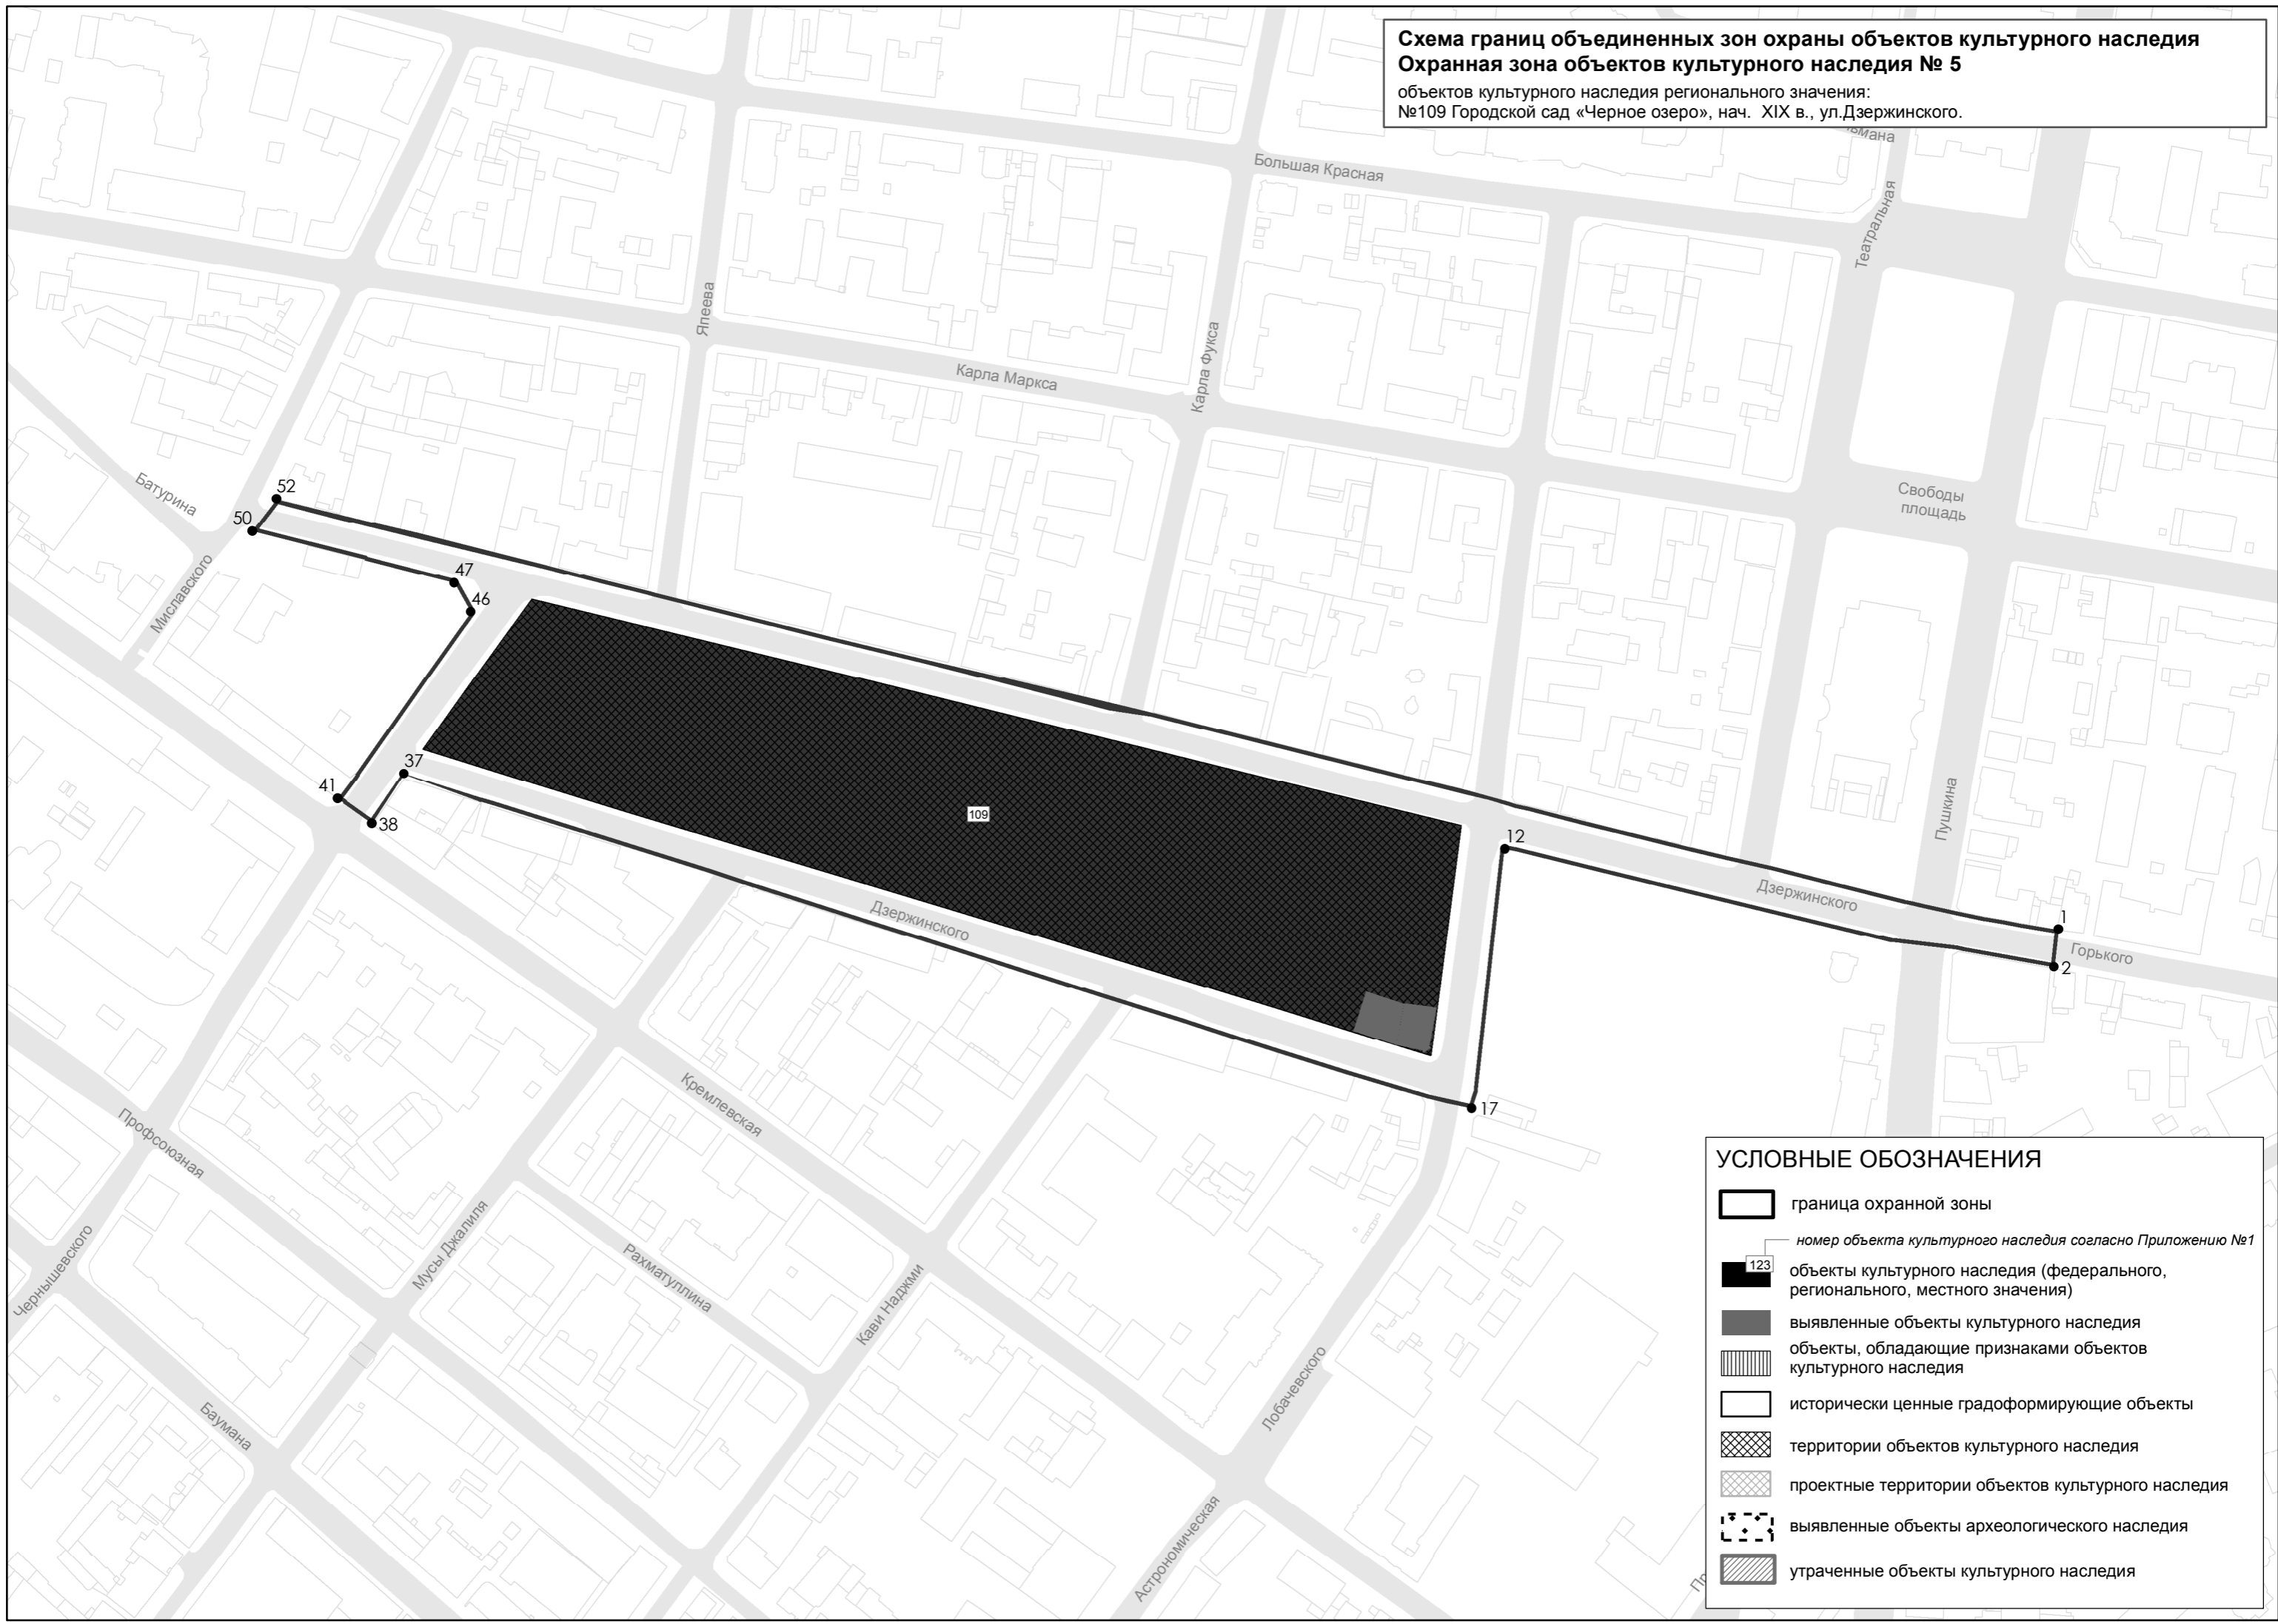 Схема границ объединенных зон охраны объектов культурного наследия
Охранная зона объектов культурного наследия № 5
объектов культурного наследия регионального значения:
№109 Городской сад «Черное озеро», нач. XIX в., ул.Дзержинского.
Большая Красная
Театральная
Япеева
Карла Фукса
Карла Маркса
Батурина
52
50
Свободы
площадь
Миславского
47
46
37
41
38
109
12
Пушкина
Дзержинского
Дзержинского
1
Горького
2
17
Кремлевская
Профсоюзная
Чернышевского
Мусы Джалиля
Рахматуллина
Кави Наджми
Лобачевского
Баумана
Астрономическая
УСЛОВНЫЕ ОБОЗНАЧЕНИЯ
граница охранной зоны
номер объекта культурного наследия согласно Приложению №1
123
объекты культурного наследия (федерального,
регионального, местного значения)
выявленные объекты культурного наследия
объекты, обладающие признаками объектов
культурного наследия
исторически ценные градоформирующие объекты
территории объектов культурного наследия
проектные территории объектов культурного наследия
выявленные объекты археологического наследия
утраченные объекты культурного наследия